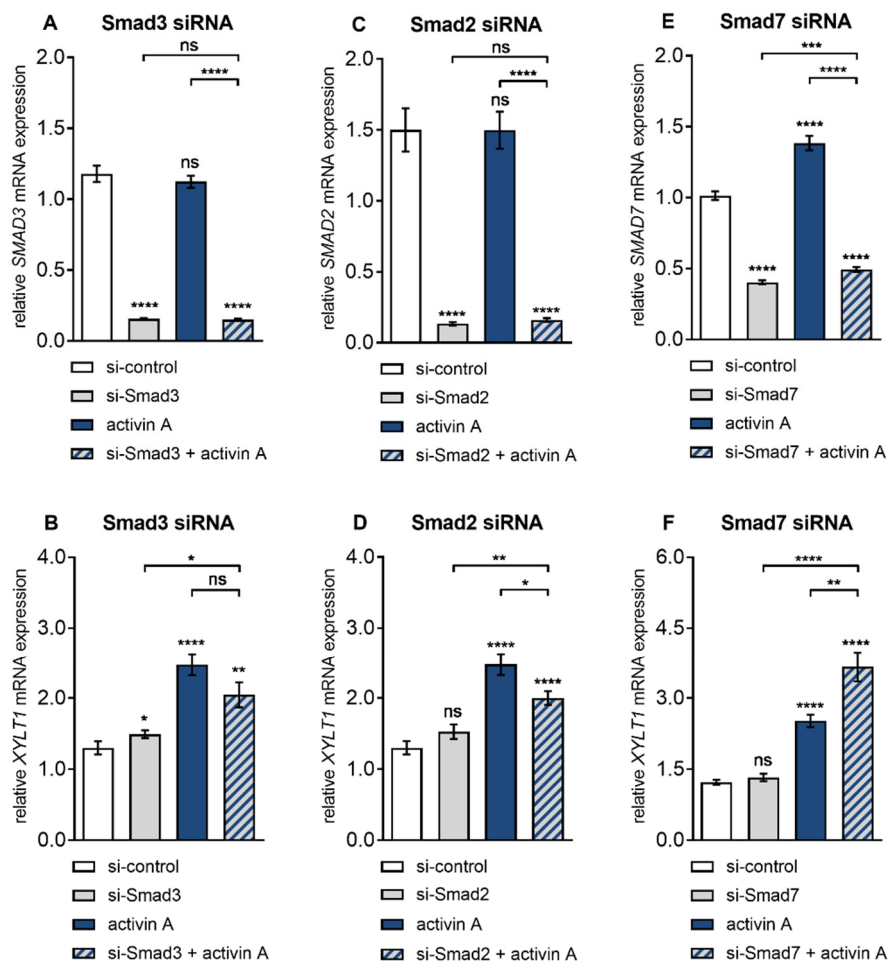 A
Smad3 siRNA
relative SMAD3 mRNA expression
2.0
1.5
1.0
0.5
0.0
ns
****
ns
****
****
si-control
si-Smad3
activin A
si-Smad3 + activin A
C
Smad2 siRNA
relative SMAD2 mRNA expression
2.0
1.5
1.0
0.5
0.0
ns
****
ns
****
****
si-control
si-Smad2
activin A
si-Smad2 + activin A
E
Smad7 siRNA
relative SMAD7 mRNA expression
2.0
1.5
1.0
0.5
0.0
***
****
****
****
****
si-control
si-Smad7
activin A
si-Smad7 + activin A
B
Smad3 siRNA
relative XYLT1 mRNA expression
4.0
3.0
2.0
1.0
0.0
*
ns
****
**
*
si-control
si-Smad3
activin A
si-Smad3 + activin A
D
Smad2 siRNA
relative XYLT1 mRNA expression
4.0
3.0
2.0
1.0
0.0
**
*
****
****
ns
si-control
si-Smad2
activin A
si-Smad2 + activin A
F
Smad7 siRNA
relative XYLT1 mRNA expression
6.0
4.5
3.0
1.5
0.0
****
**
****
****
ns
si-control
si-Smad7
activin A
si-Smad7 + activin A